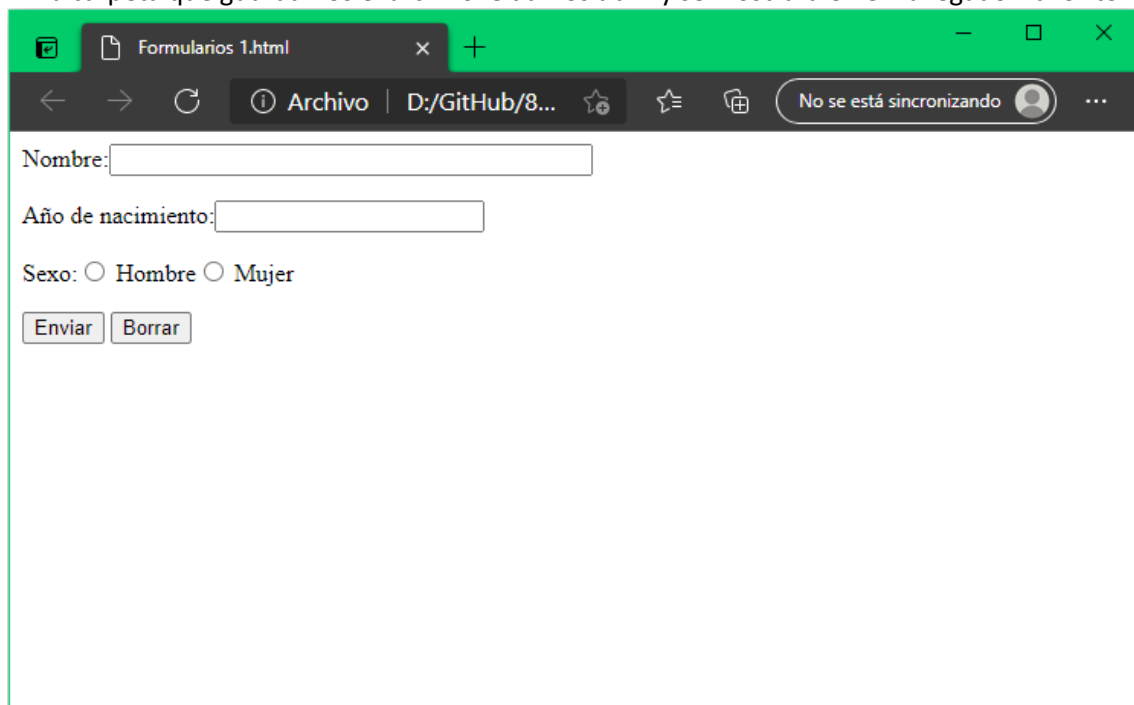 Formularios 1.html
Archivo D:/GitHub/8... No se está sincronizando
Nombre:
Año de nacimiento:
Sexo: Hombre Mujer
Enviar Borrar